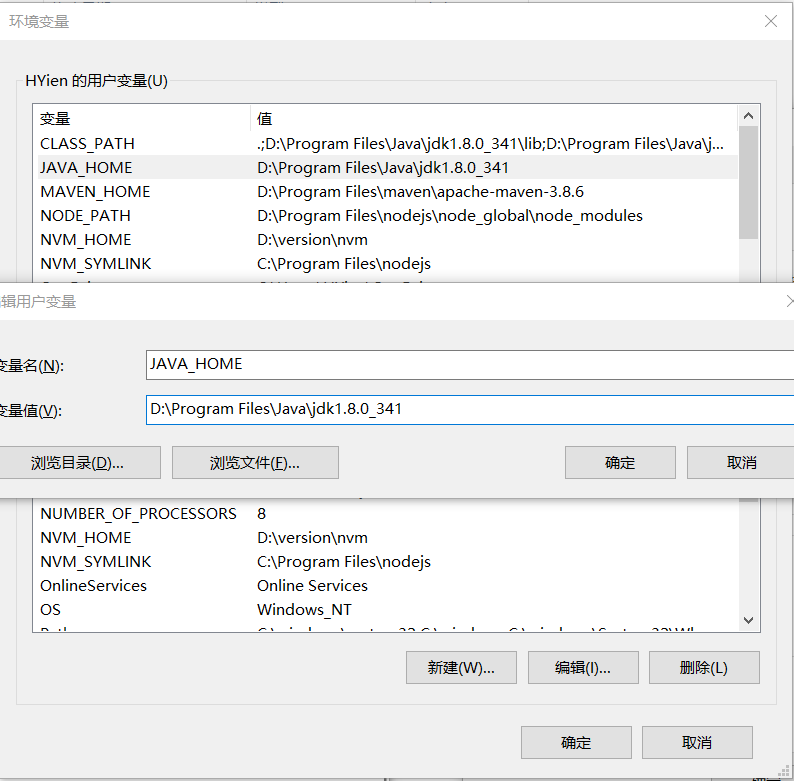 环境变量
HYien 的用户变量(U)
变量 值
CLASS_PATH .;D:\Program Files\Java\jdk1.8.0_341\lib;D:\Program Files\Java\j...
JAVA_HOME D:\Program Files\Java\jdk1.8.0_341
MAVEN_HOME D:\Program Files\maven\apache-maven-3.8.6
NODE_PATH D:\Program Files\nodejs\node_global\node_modules
NVM_HOME D:\version\nvm
NVM_SYMLINK C:\Program Files\nodejs
辑用户变量
变量名(N): JAVA_HOME
变量值(V): D:\Program Files\Java\jdk1.8.0_341
浏览目录(D)... 浏览文件(F)... 确定 取消
NUMBER_OF_PROCESSORS 8
NVM_HOME D:\version\nvm
NVM_SYMLINK C:\Program Files\nodejs
OnlineServices Online Services
OS Windows_NT
新建(W)... 编辑(I)... 删除(L)
确定 取消